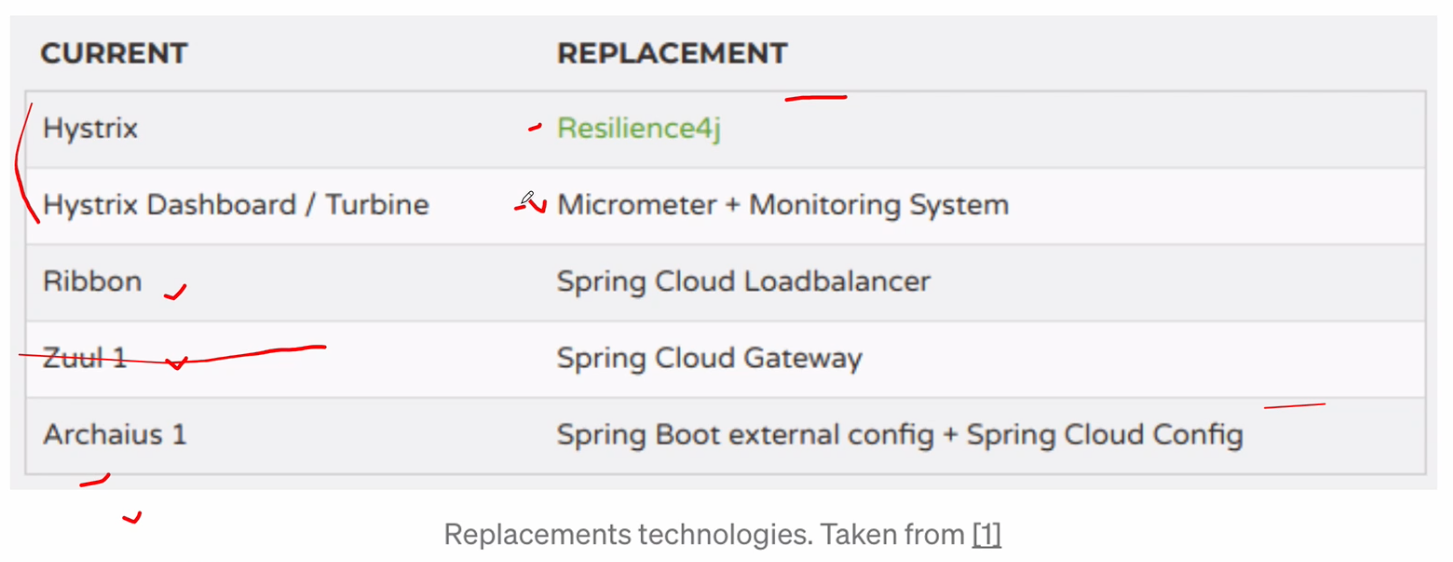 CURRENT REPLACEMENT
Hystrix Resilience4j
Hystrix Dashboard / Turbine Micrometer + Monitoring System
Ribbon Spring Cloud Loadbalancer
Zuul 1 Spring Cloud Gateway
Archaius 1 Spring Boot external config + Spring Cloud Config
Replacements technologies. Taken from [1]